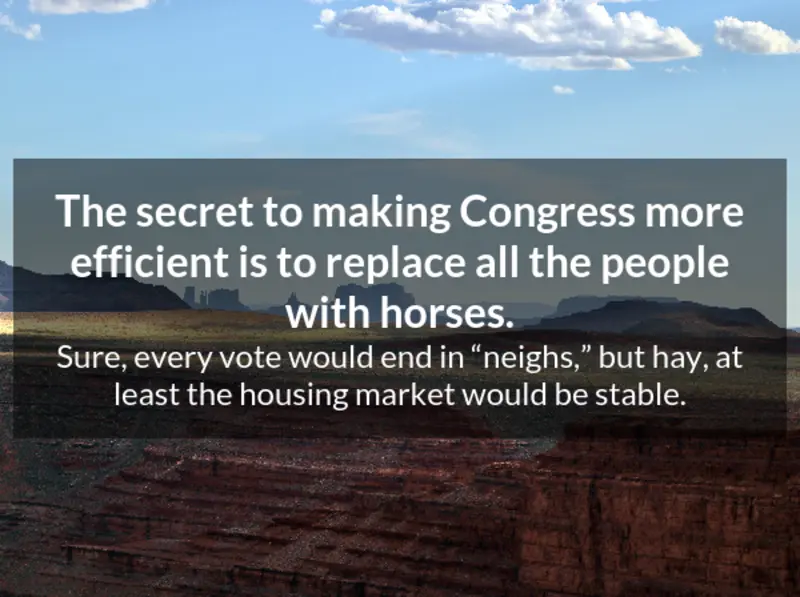 The secret to making Congress more
efficient is to replace all the people
with horses.
Sure, every vote would end in “neighs,” but hay, at
least the housing market would be stable.